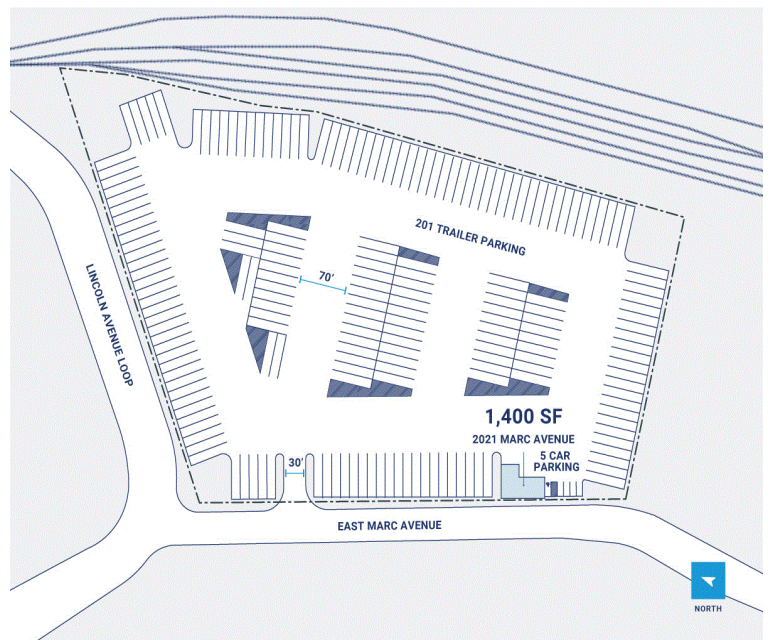 201 TRAILER PARKING
70'
LINCOLN AVENUE LOOP
1,400 SF
2021 MARC AVENUE
5 CAR
PARKING
30'
EAST MARC AVENUE
NORTH